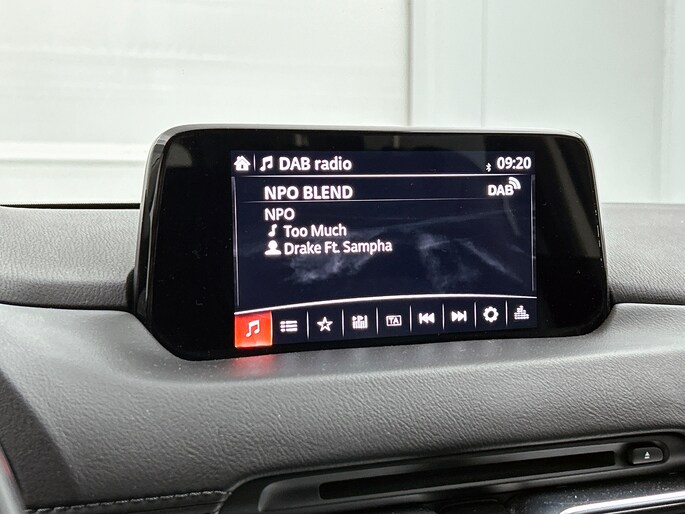 DAB radio 09:20
NPO BLEND DAB
NPO
Too Much
Drake Ft. Sampha
TA